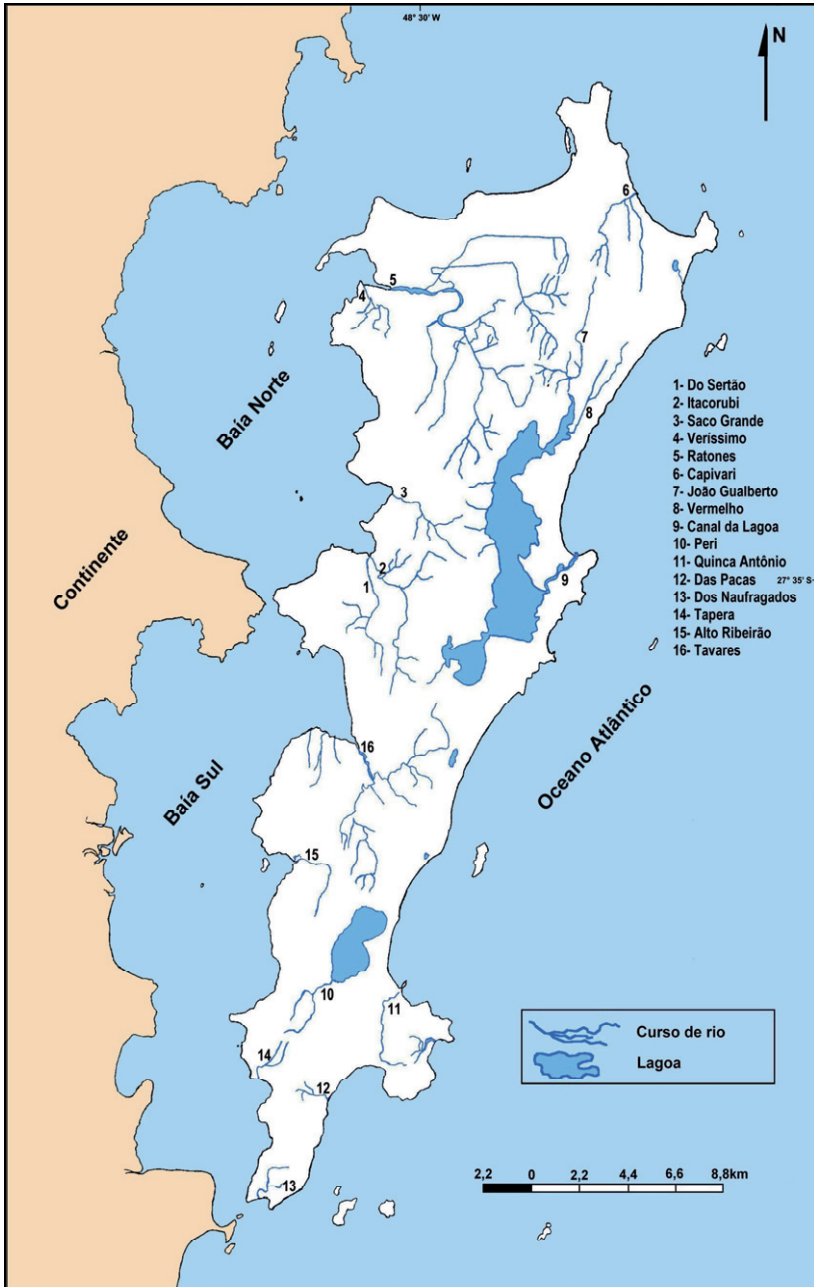 48° 30' W
N
6
5
4
7
Baía Norte
8
1- Do Sertão
2- Itacorubi
3- Saco Grande
4- Veríssimo
5- Ratones
6- Capivari
7- João Gualberto
8- Vermelho
9- Canal da Lagoa
10- Peri
11- Quinca Antônio
12- Das Pacas
27° 35' S
13- Dos Naufragados
14- Tapera
15- Alto Ribeirão
16- Tavares
3
Continente
2
1
9
Oceano Atlântico
16
Baía Sul
15
10
11
14
12
13
Curso de rio
Lagoa
2,2 0 2,2 4,4 6,6 8,8km